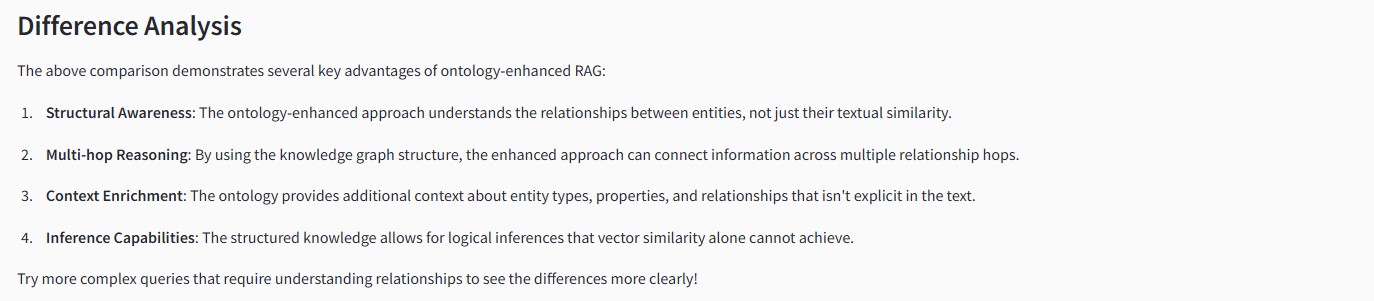 Difference Analysis
The above comparison demonstrates several key advantages of ontology-enhanced RAG:
1. Structural Awareness: The ontology-enhanced approach understands the relationships between entities, not just their textual similarity.
2. Multi-hop Reasoning: By using the knowledge graph structure, the enhanced approach can connect information across multiple relationship hops.
3. Context Enrichment: The ontology provides additional context about entity types, properties, and relationships that isn't explicit in the text.
4. Inference Capabilities: The structured knowledge allows for logical inferences that vector similarity alone cannot achieve.
Try more complex queries that require understanding relationships to see the differences more clearly!